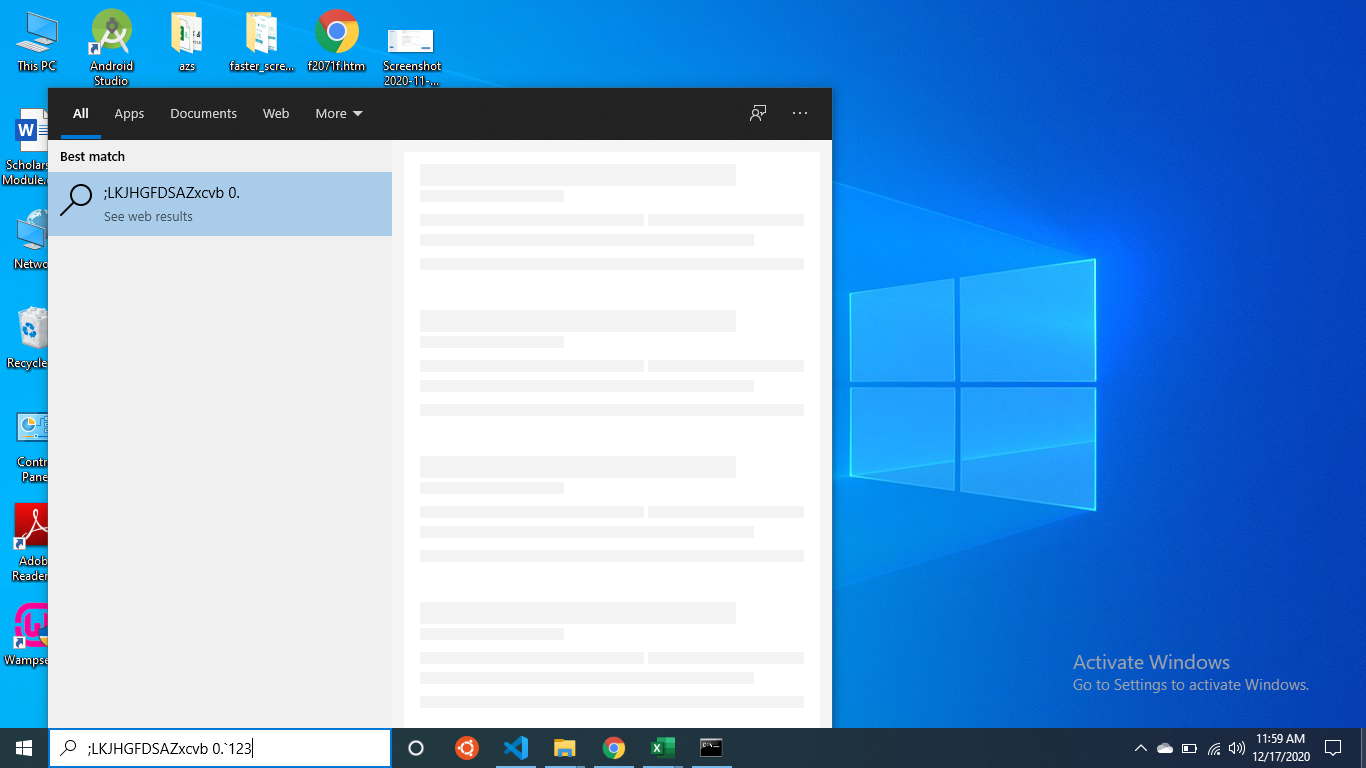 This PC
Android
Studio
azs
faster_scre...
f2071f.htm
Screenshot
2020-11-...
All
Apps
Documents
Web
More
Best match
;LKJHGFDSAZxcvb 0.
See web results
W
Scholars
Module.
Netwo
Recycle
Contr
Pane
Adob
Reader
Wampse
Activate Windows
Go to Settings to activate Windows.
;LKJHGFDSAZxcvb 0.`123
11:59 AM
12/17/2020